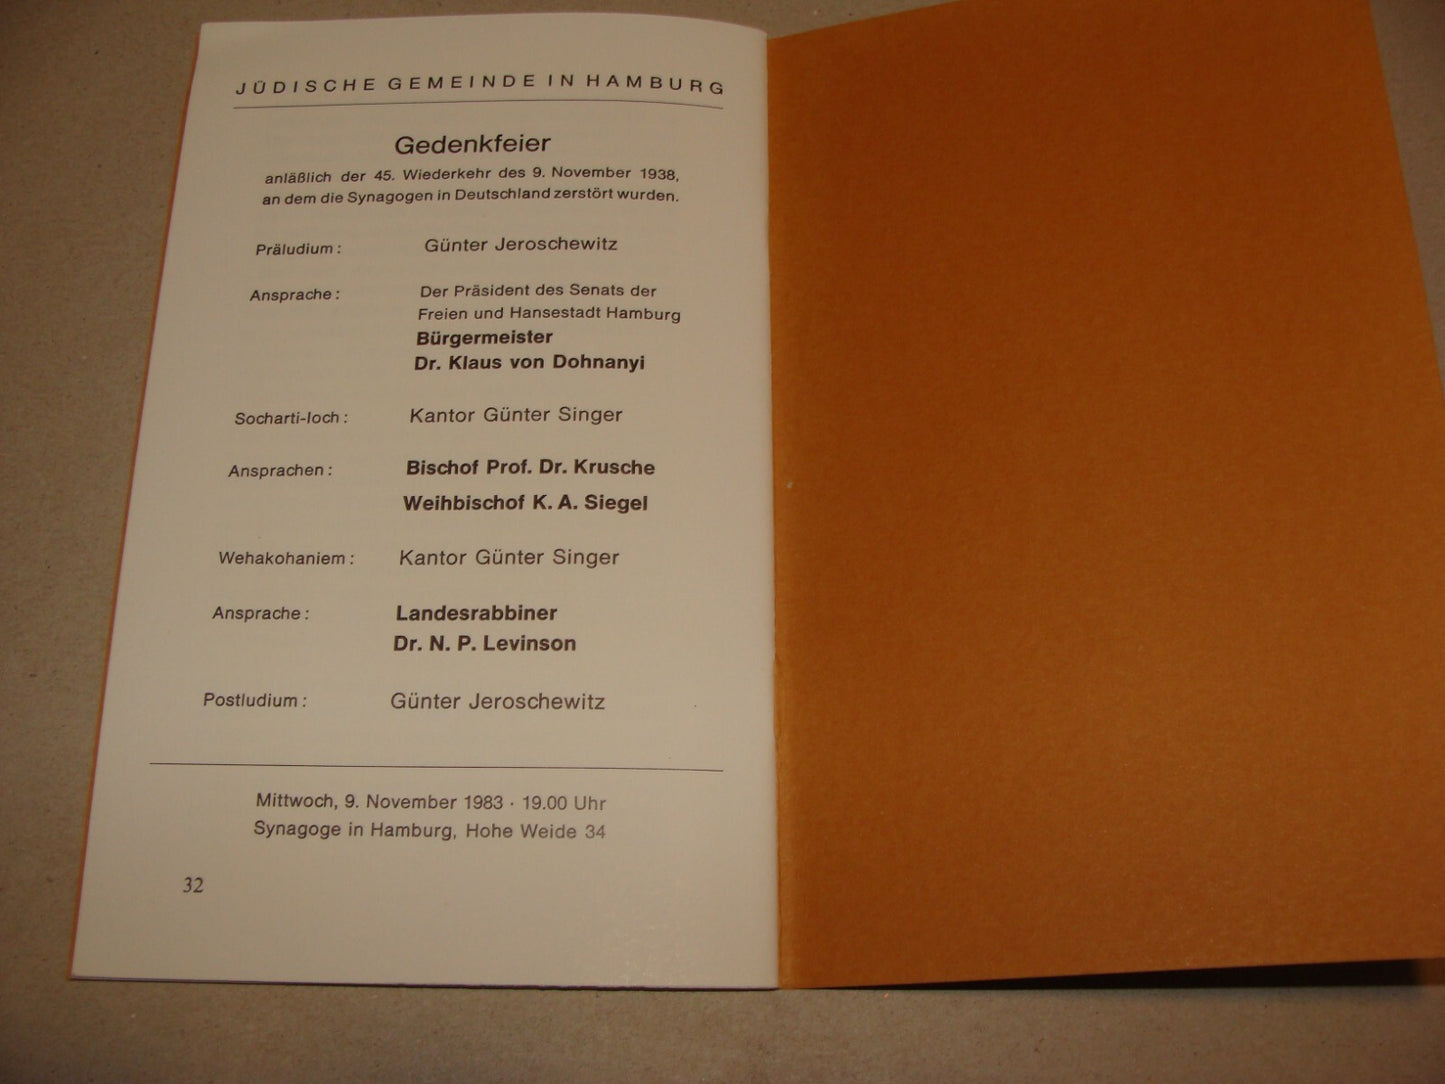 JÜDISCHE GEMEINDE IN HAMBURG
Gedenkfeier
anläßlich der 45. Wiederkehr des 9. November 1938,
an dem die Synagogen in Deutschland zerstört wurden.
Präludium: Günter Jeroschewitz
Ansprache: Der Präsident des Senats der
Freien und Hansestadt Hamburg
Bürgermeister
Dr. Klaus von Dohnanyi
Socharti-loch: Kantor Günter Singer
Ansprachen: Bischof Prof. Dr. Krusche
Weihbischof K. A. Siegel
Wehakohaniem: Kantor Günter Singer
Ansprache: Landesrabbiner
Dr. N. P. Levinson
Postludium: Günter Jeroschewitz
Mittwoch, 9. November 1983 · 19.00 Uhr
Synagoge in Hamburg, Hohe Weide 34
32